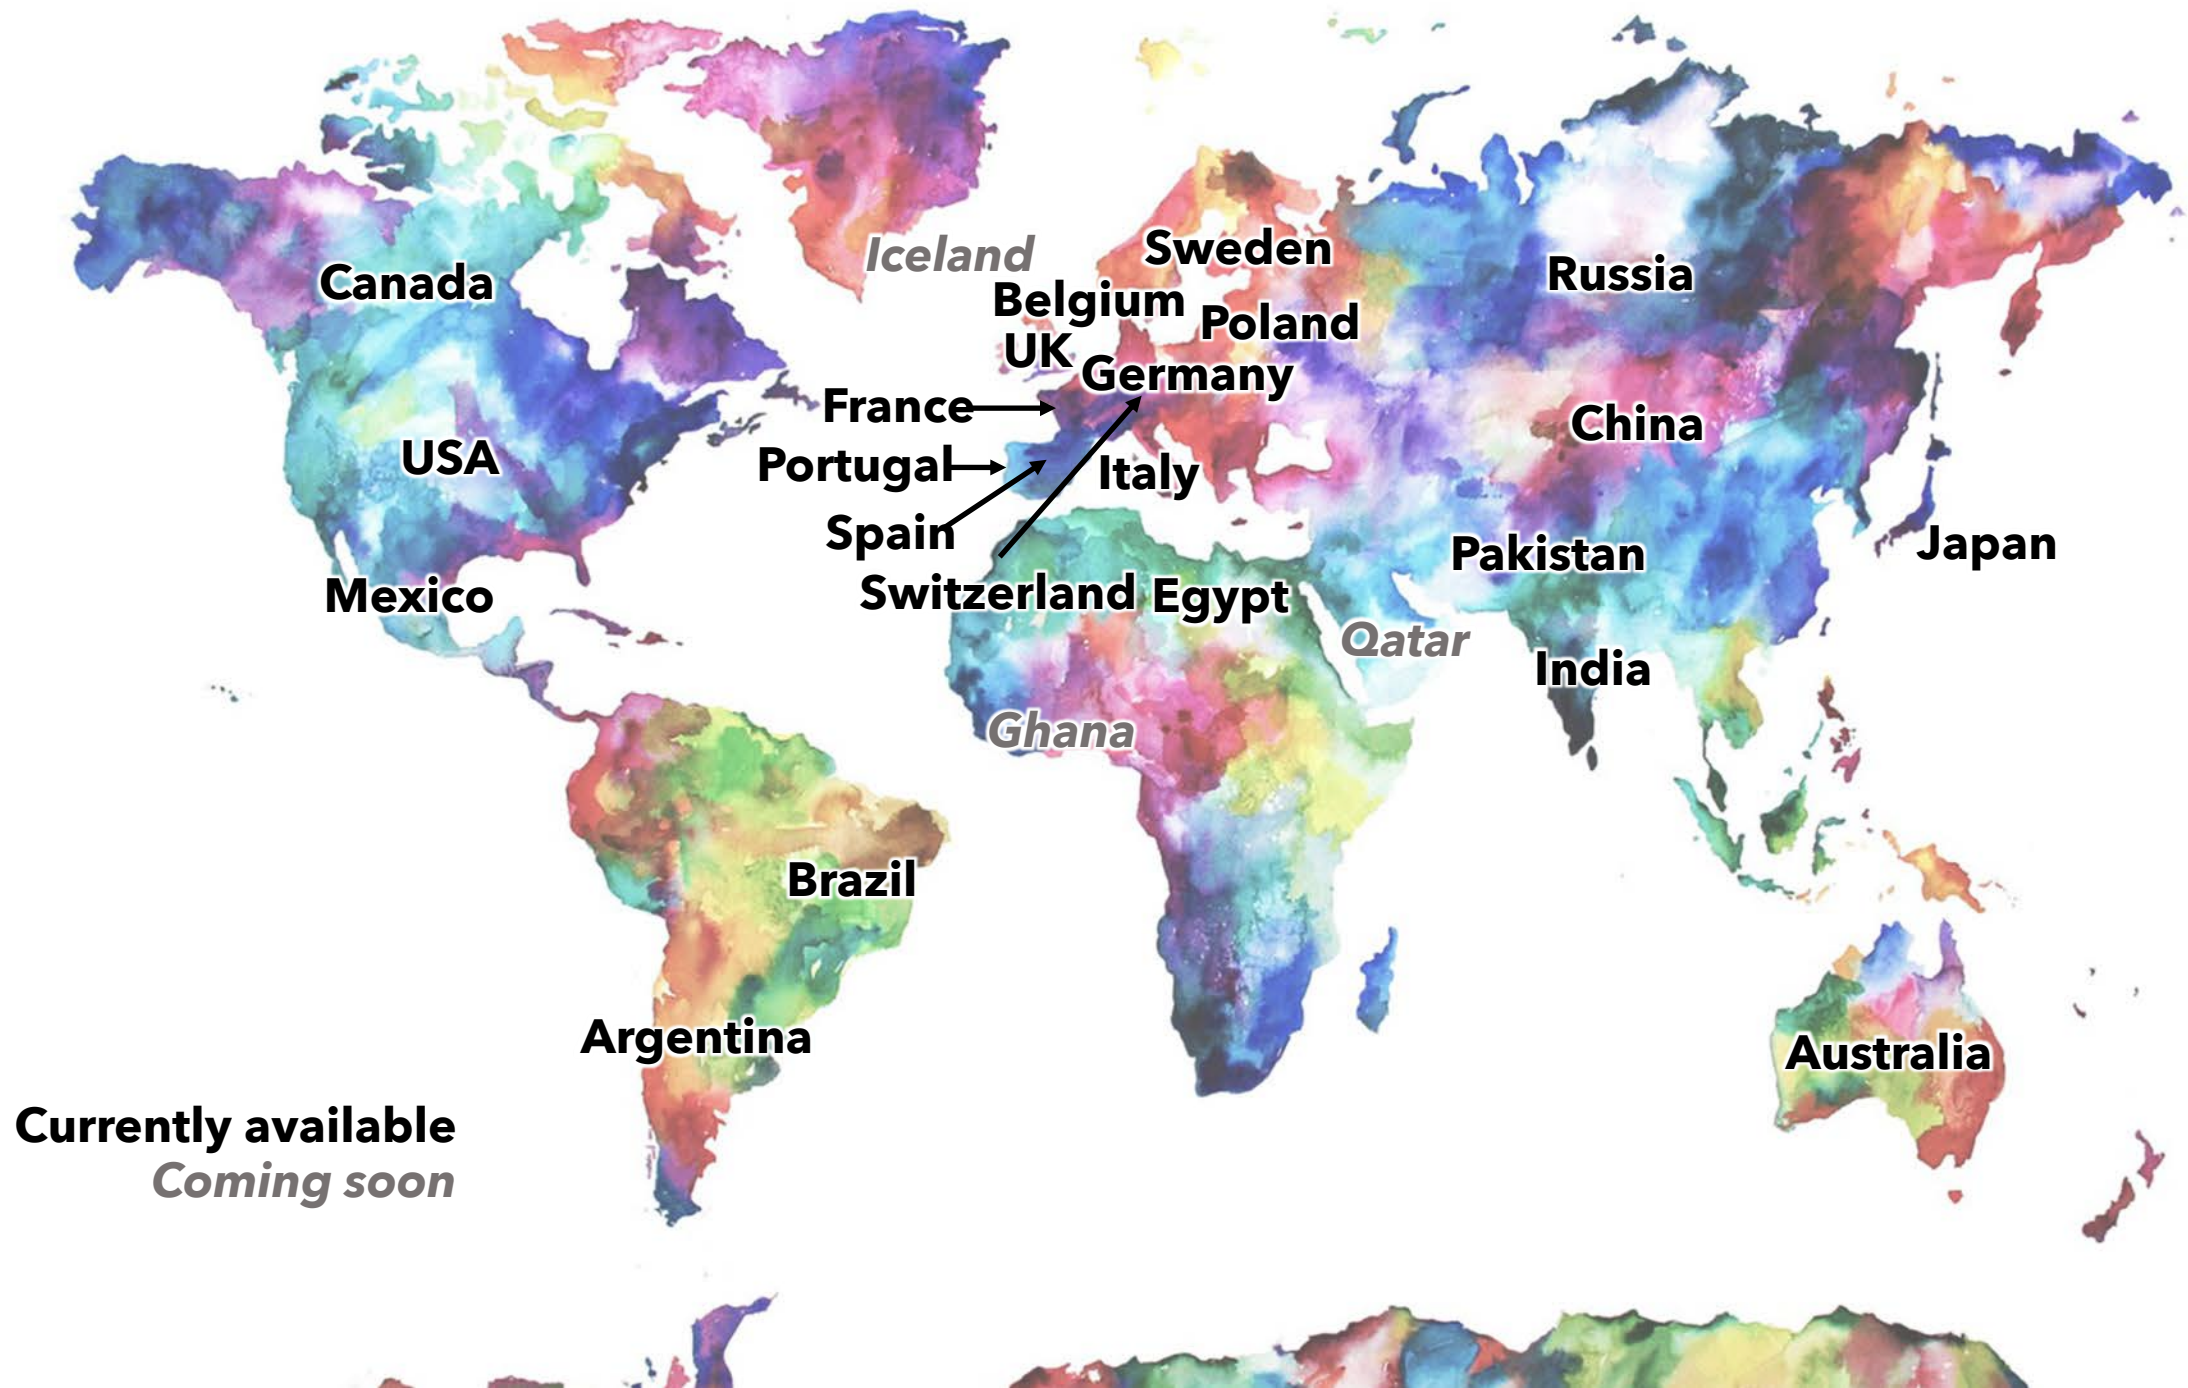 Iceland
Sweden
Russia
Canada
Belgium
Poland
UK
Germany
France
China
USA
Portugal
Italy
Spain
Japan
Pakistan
Mexico
Switzerland
Egypt
Qatar
India
Ghana
Brazil
Argentina
Australia
Currently available
Coming soon